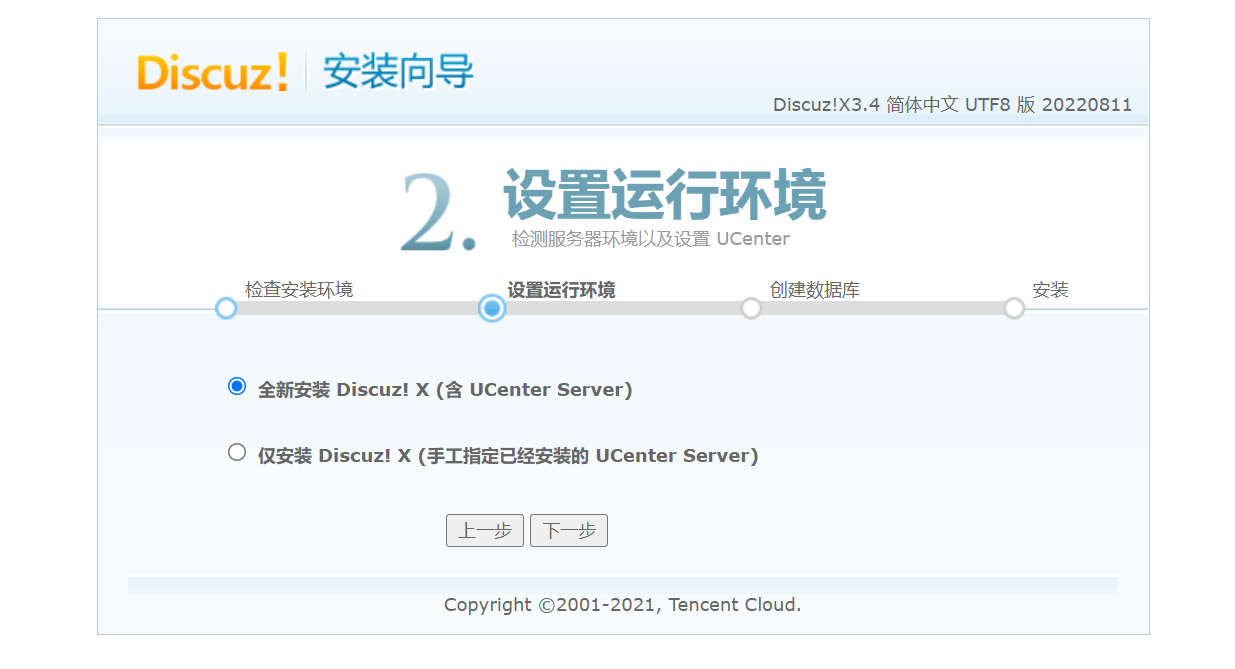 Discuz! 安装向导
Discuz!X3.4 简体中文 UTF8 版 20220811
2. 设置运行环境
检测服务器环境以及设置 UCenter
检查安装环境 设置运行环境 创建数据库 安装
全新安装 Discuz! X (含 UCenter Server)
仅安装 Discuz! X (手工指定已经安装的 UCenter Server)
上一步 下一步
Copyright ©2001-2021, Tencent Cloud.